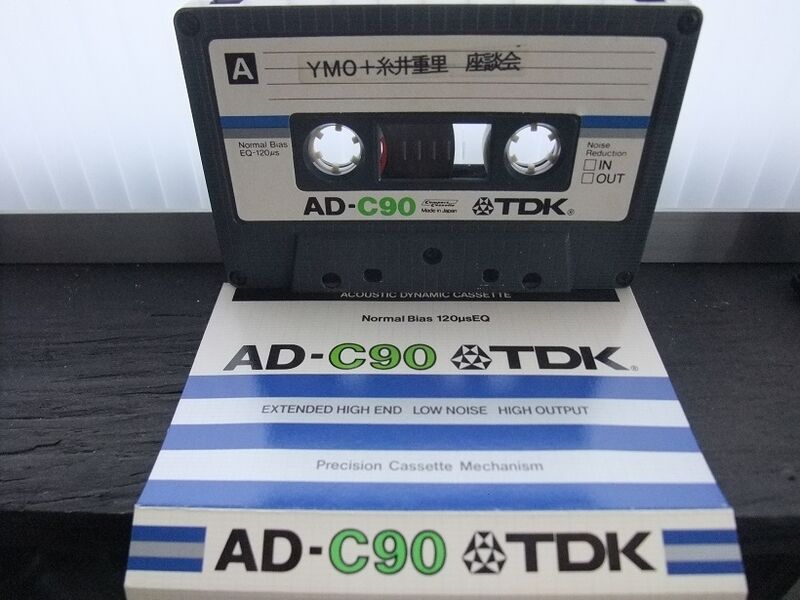 A
YMO+糸井重里 座談会
Normal Bias
EQ-120μs
Noise
Reduction
IN
OUT
AD-C90
Compact Cassette
Made in Japan
TDK®
ACOUSTIC DYNAMIC CASSETTE
Normal Bias 120μsEQ
AD-C90 TDK®
EXTENDED HIGH END LOW NOISE HIGH OUTPUT
Precision Cassette Mechanism
AD-C90 TDK